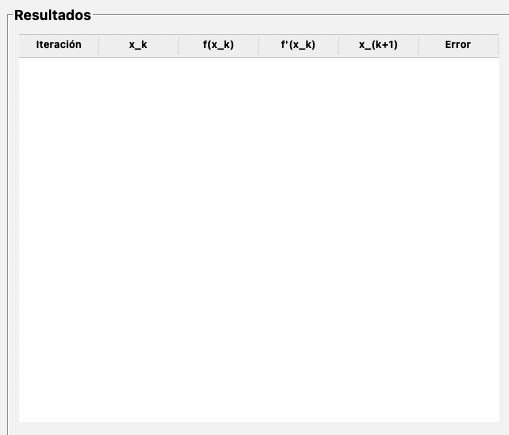 Resultados
Iteración x_k f(x_k) f'(x_k) x_(k+1) Error